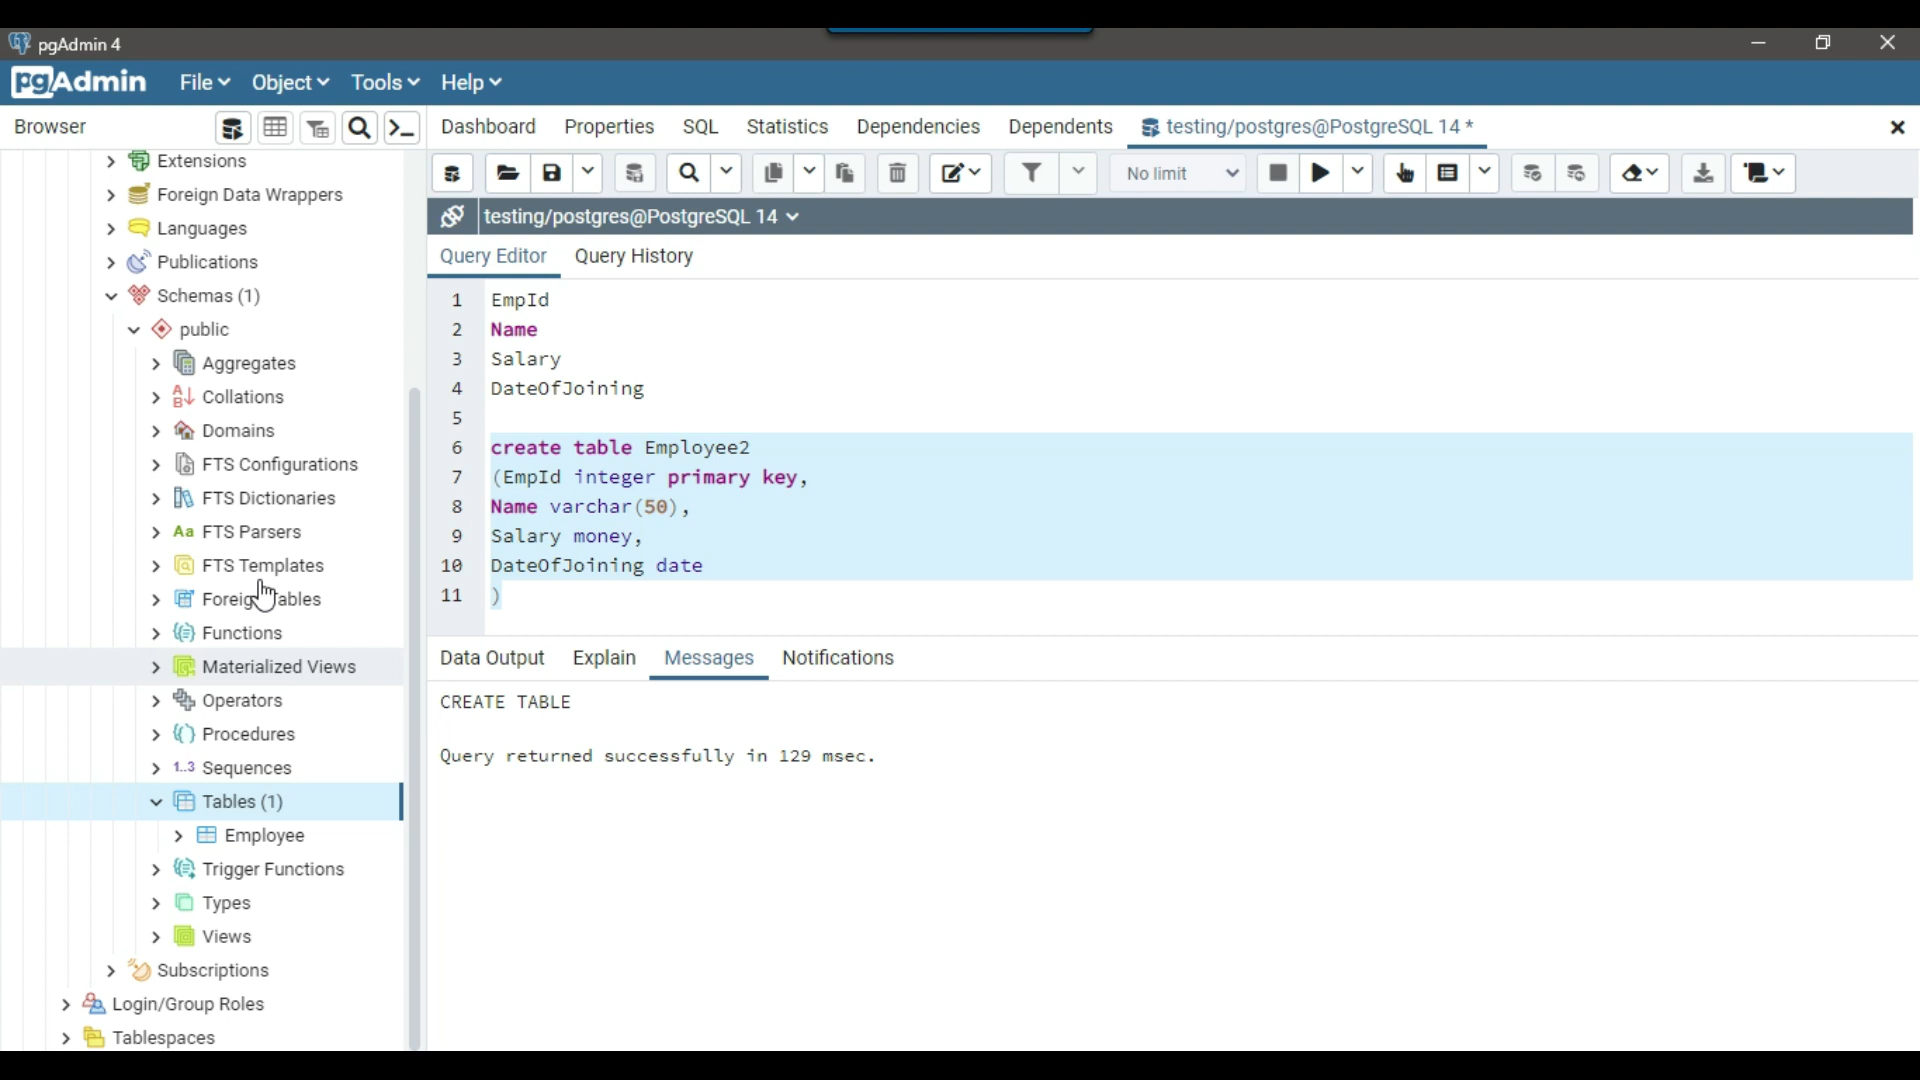 pgAdmin 4
pgAdmin File Object Tools Help
Browser
Dashboard Properties SQL Statistics Dependencies Dependents testing/postgres@PostgreSQL 14 *
Extensions
Foreign Data Wrappers
Languages
Publications
Schemas (1)
public
Aggregates
A
B
Collations
Domains
FTS Configurations
FTS Dictionaries
Aa FTS Parsers
FTS Templates
Foreig ables
Functions
Materialized Views
Operators
Procedures
1..3 Sequences
Tables (1)
Employee
Trigger Functions
Types
Views
Subscriptions
Login/Group Roles
Tablespaces
No limit
testing/postgres@PostgreSQL 14
Query Editor Query History
1 EmpId
2 Name
3 Salary
4 DateOfJoining
5
6 create table Employee2
7 (EmpId integer primary key,
8 Name varchar(50),
9 Salary money,
10 DateOfJoining date
11 )
Data Output Explain Messages Notifications
CREATE TABLE
Query returned successfully in 129 msec.